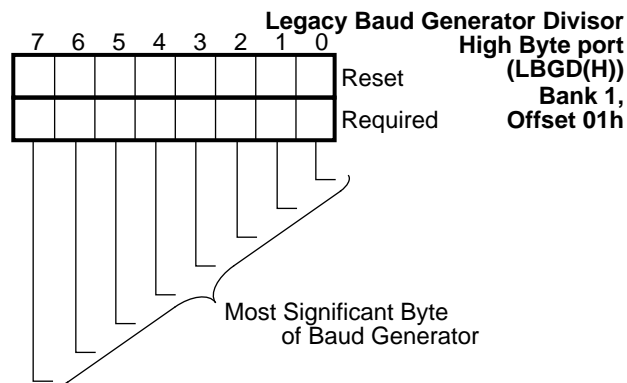 Legacy Baud Generator Divisor
High Byte port
(LBGD(H))
Bank 1,
Offset 01h
7 6 5 4 3 2 1 0
Reset
Required
Most Significant Byte
of Baud Generator